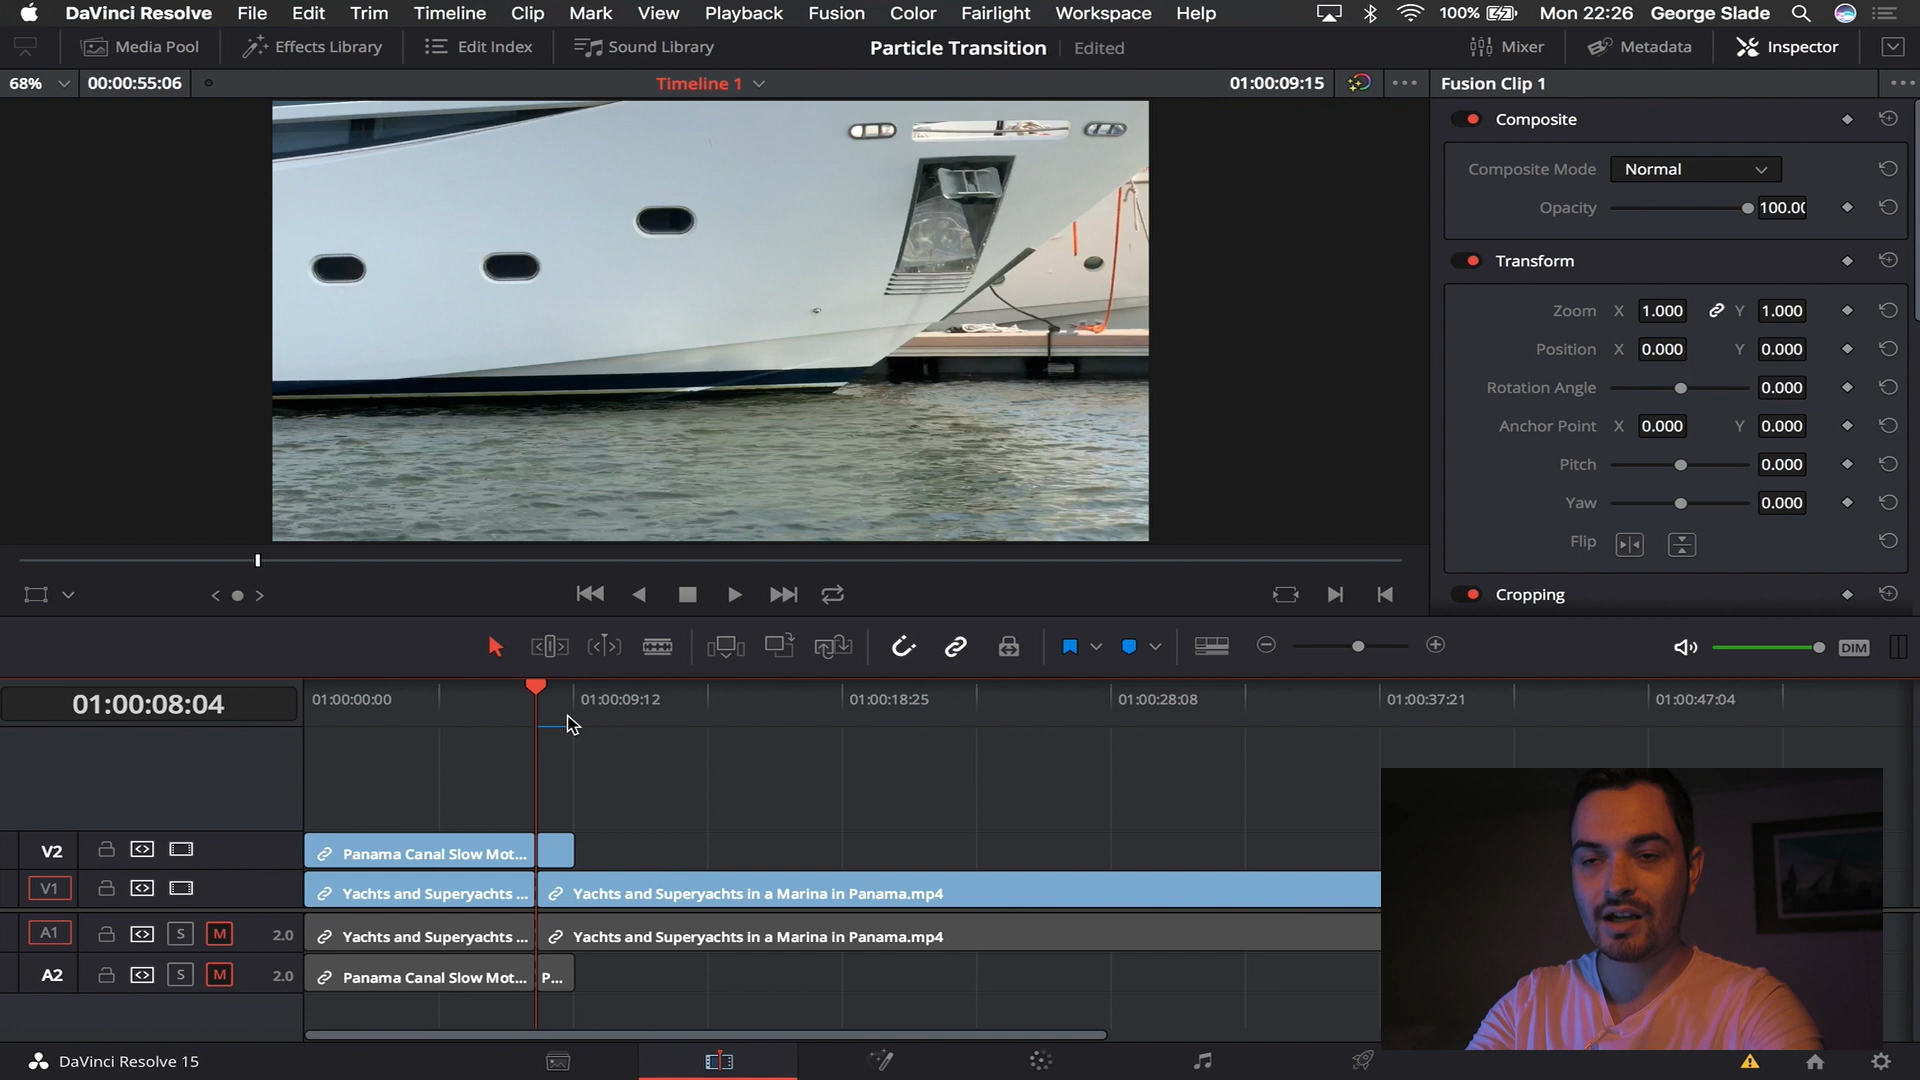 DaVinci Resolve File Edit Trim Timeline Clip Mark View Playback Fusion Color Fairlight Workspace Help 100% Mon 22:26 George Slade
Media Pool Effects Library Edit Index Sound Library Particle Transition Edited Mixer Metadata Inspector
68% 00:00:55:06 Timeline 1 01:00:09:15 Fusion Clip 1
Composite
Composite Mode Normal
Opacity 100.00
Transform
Zoom X 1.000 Y 1.000
Position X 0.000 Y 0.000
Rotation Angle 0.000
Anchor Point X 0.000 Y 0.000
Pitch 0.000
Yaw 0.000
Flip
Cropping
DIM
01:00:08:04 01:00:00:00 01:00:09:12 01:00:18:25 01:00:28:08 01:00:37:21 01:00:47:04
V2 Panama Canal Slow Mot...
V1 Yachts and Superyachts ... Yachts and Superyachts in a Marina in Panama.mp4
A1 S M 2.0 Yachts and Superyachts ... Yachts and Superyachts in a Marina in Panama.mp4
A2 S M 2.0 Panama Canal Slow Mot... P...
DaVinci Resolve 15